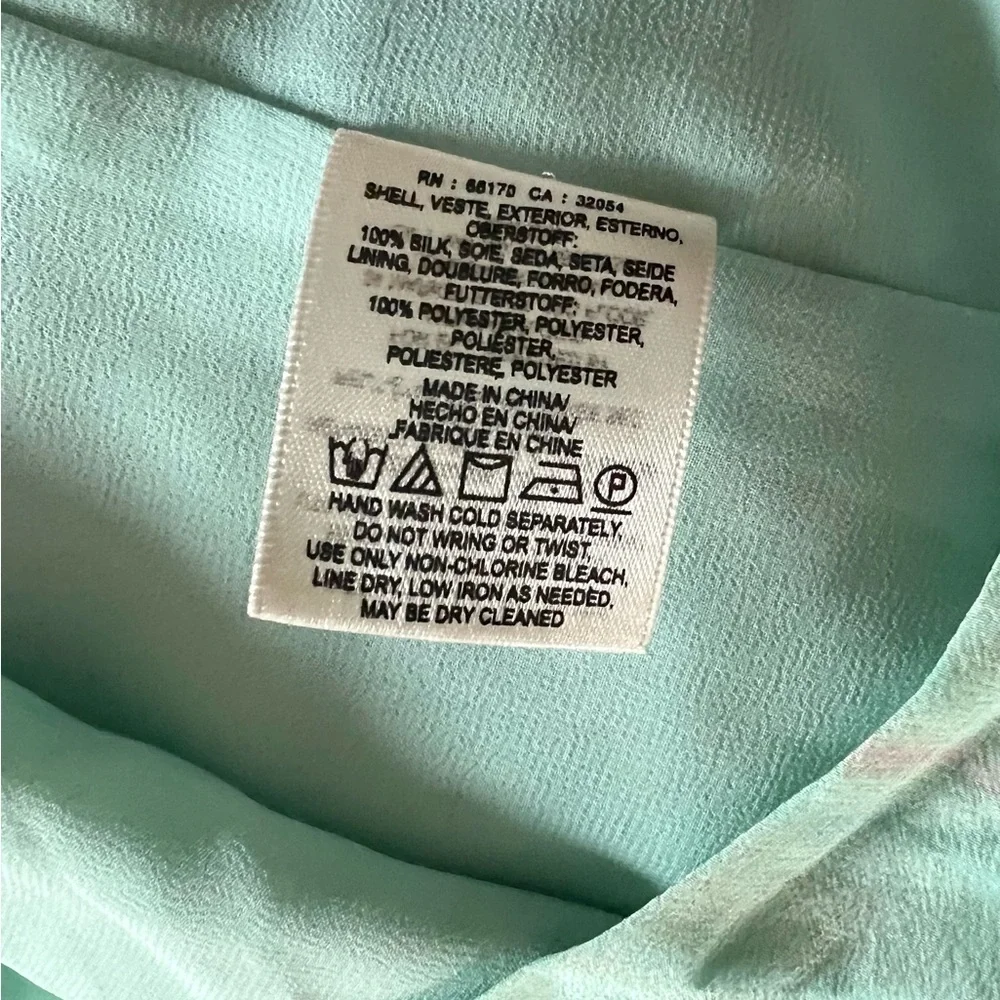 RN : 66170 CA : 32054
SHELL, VESTE, EXTERIOR, ESTERNO,
OBERSTOFF:
100% SILK, SOIE, SEDA, SETA, SEIDE
LINING, DOUBLURE, FORRO, FODERA,
FUTTERSTOFF:
100% POLYESTER, POLYESTER,
POLIÉSTER,
POLIESTERE, POLYESTER
MADE IN CHINA/
HECHO EN CHINA/
FABRIQUE EN CHINE
P
HAND WASH COLD SEPARATELY,
DO NOT WRING OR TWIST,
USE ONLY NON-CHLORINE BLEACH,
LINE DRY, LOW IRON AS NEEDED.
MAY BE DRY CLEANED